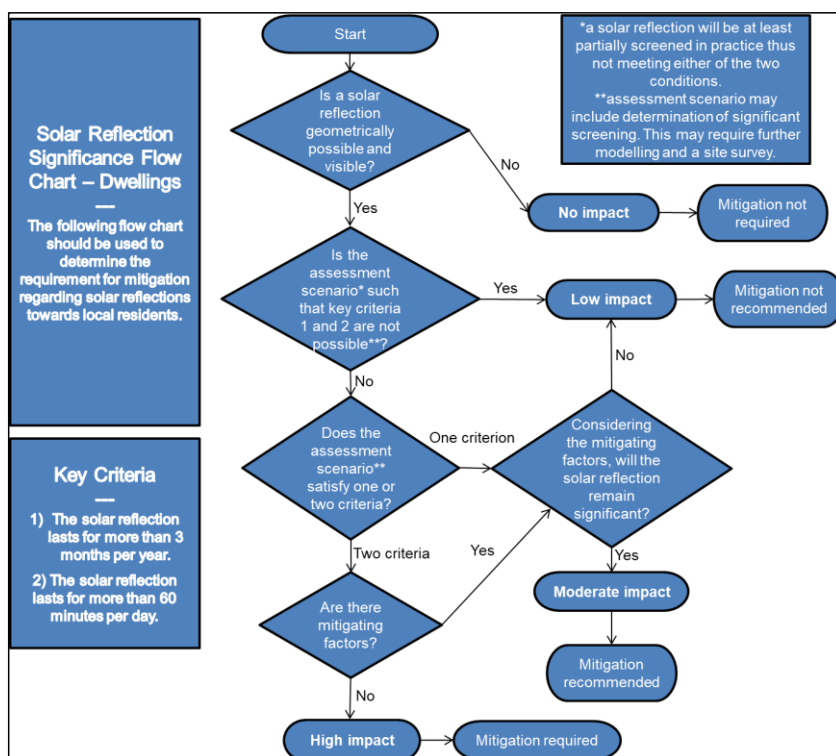 Solar Reflection
Significance Flow
Chart – Dwellings
----
The following flow chart
should be used to
determine the
requirement for mitigation
regarding solar reflections
towards local residents.
Key Criteria
----
1) The solar reflection
lasts for more than 3
months per year.
2) The solar reflection
lasts for more than 60
minutes per day.
*a solar reflection will be at least
partially screened in practice thus
not meeting either of the two
conditions.
**assessment scenario may
include determination of significant
screening. This may require further
modelling and a site survey.
Start
Is a solar
reflection
geometrically
possible and
visible?
No
No impact
Mitigation not
required
Yes
Is the
assessment
scenario* such
that key criteria
1 and 2 are not
possible**?
Yes
Low impact
Mitigation not
recommended
No
No
Does the
assessment
scenario**
satisfy one or
two criteria?
One criterion
Considering
the mitigating
factors, will the
solar reflection
remain
significant?
Two criteria
Yes
Yes
Are there
mitigating
factors?
Moderate impact
Mitigation
recommended
No
High impact
Mitigation required